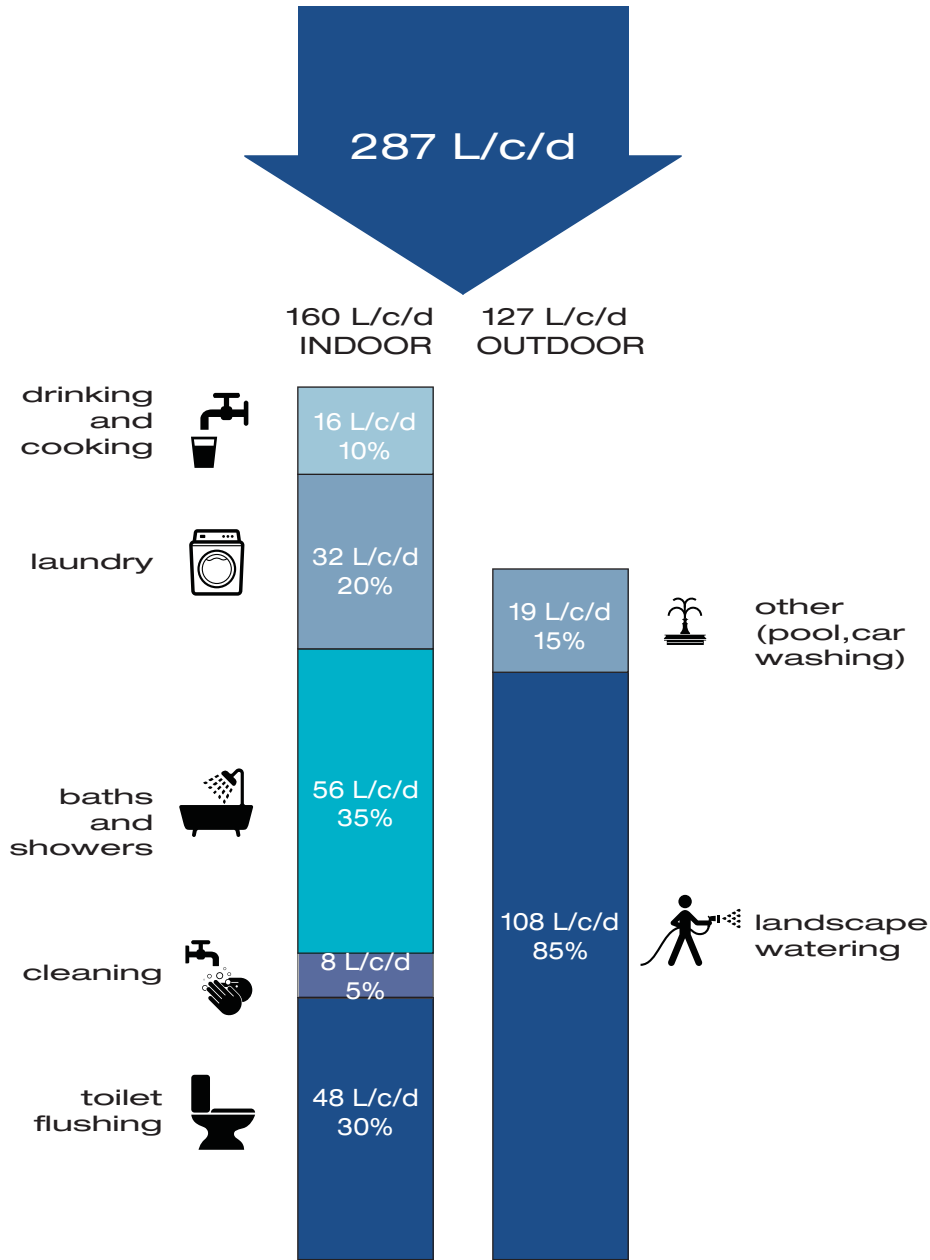 287 L/c/d
160 L/c/d
INDOOR
127 L/c/d
OUTDOOR
drinking
and
cooking
16 L/c/d
10%
laundry
32 L/c/d
20%
19 L/c/d
15%
other
(pool,car
washing)
baths
and
showers
56 L/c/d
35%
108 L/c/d
85%
landscape
watering
cleaning
8 L/c/d
5%
toilet
flushing
48 L/c/d
30%